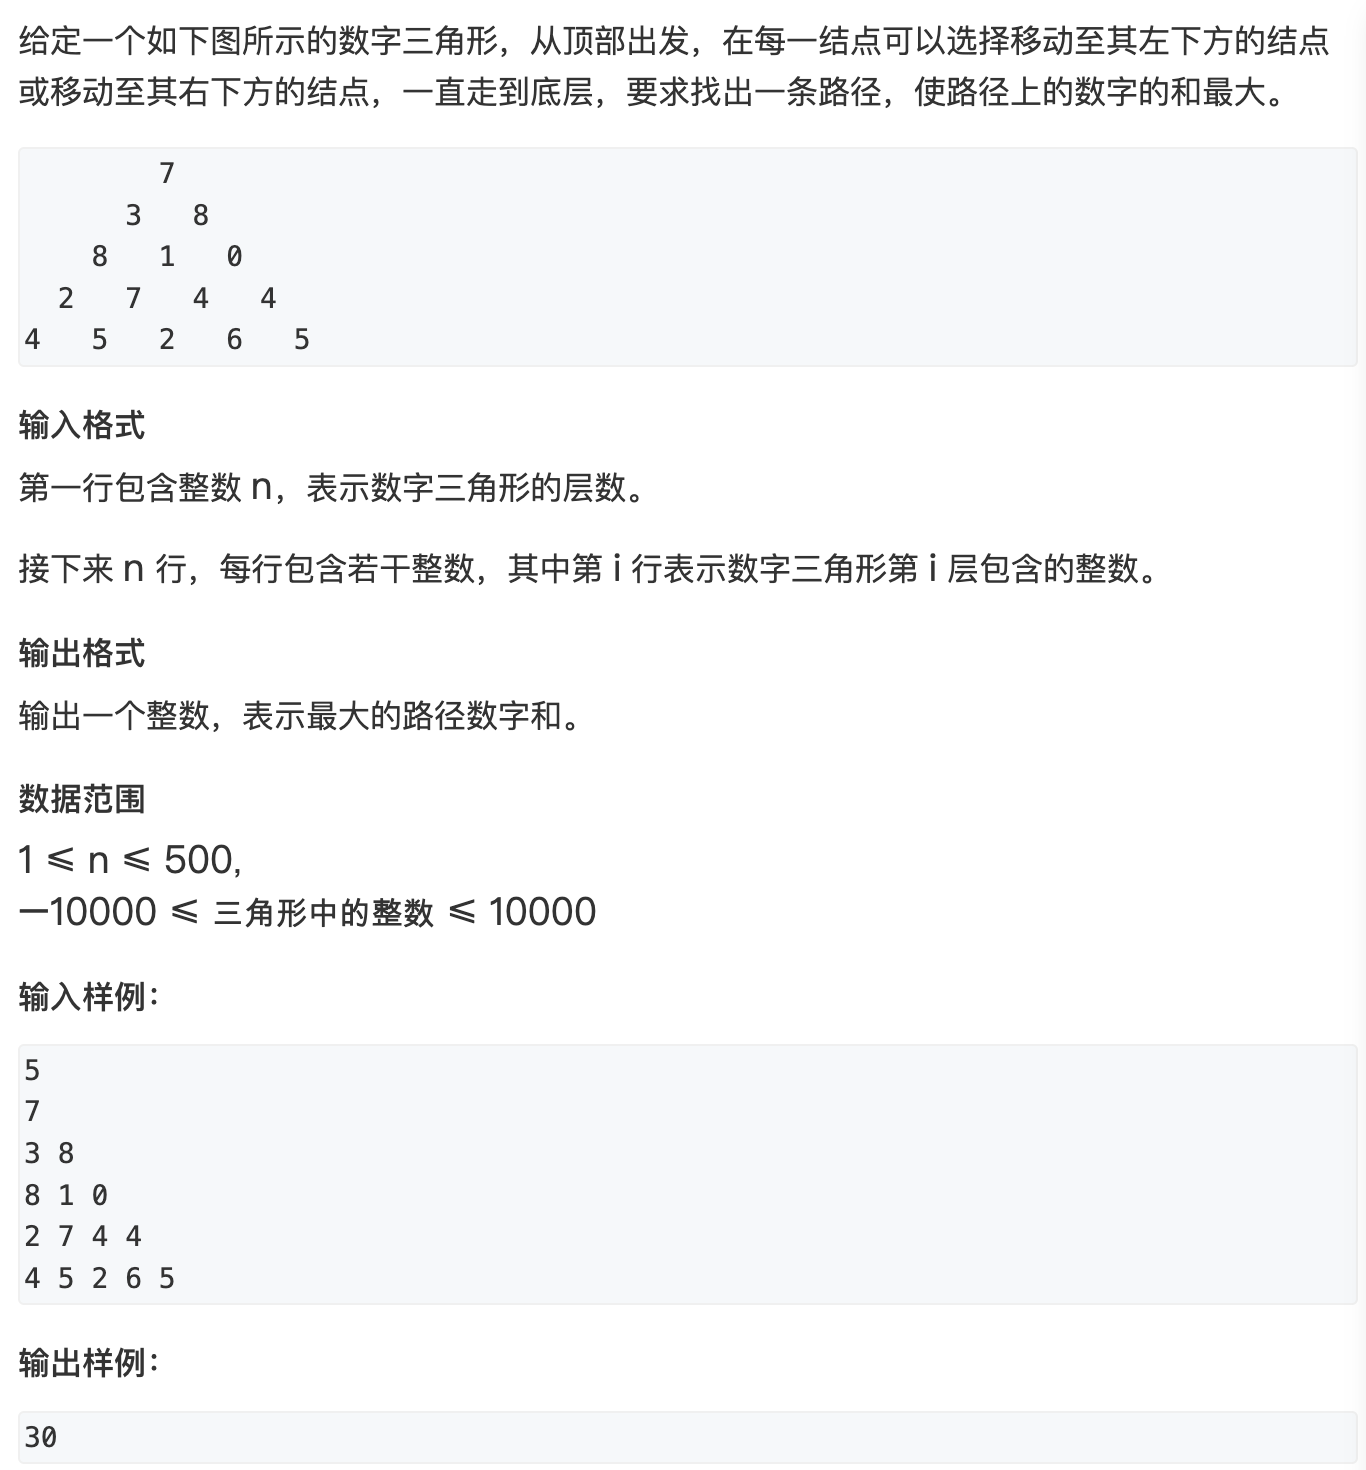 给定一个如下图所示的数字三角形，从顶部出发，在每一结点可以选择移动至其左下方的结点
或移动至其右下方的结点，一直走到底层，要求找出一条路径，使路径上的数字的和最大。
7
3 8
8 1 0
2 7 4 4
4 5 2 6 5
输入格式
第一行包含整数 n，表示数字三角形的层数。
接下来 n 行，每行包含若干整数，其中第 i 行表示数字三角形第 i 层包含的整数。
输出格式
输出一个整数，表示最大的路径数字和。
数据范围
1 ⩽ n ⩽ 500,
−10000 ⩽ 三角形中的整数 ⩽ 10000
输入样例：
5
7
3 8
8 1 0
2 7 4 4
4 5 2 6 5
输出样例：
30